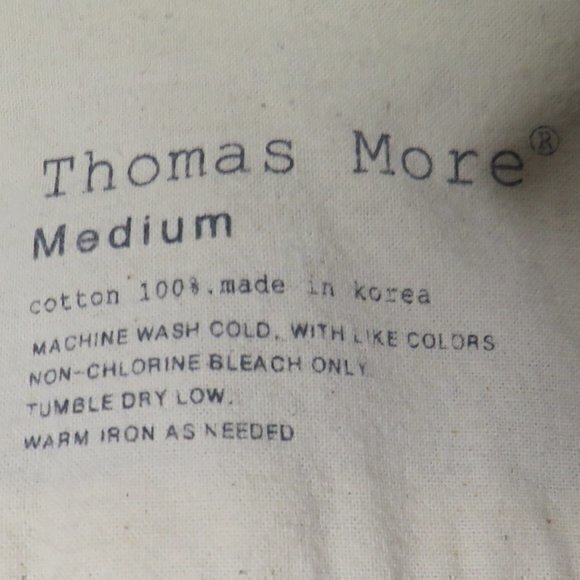 Thomas More®
Medium
cotton 100%.made in korea
MACHINE WASH COLD, WITH LIKE COLORS
NON-CHLORINE BLEACH ONLY
TUMBLE DRY LOW.
WARM IRON AS NEEDED